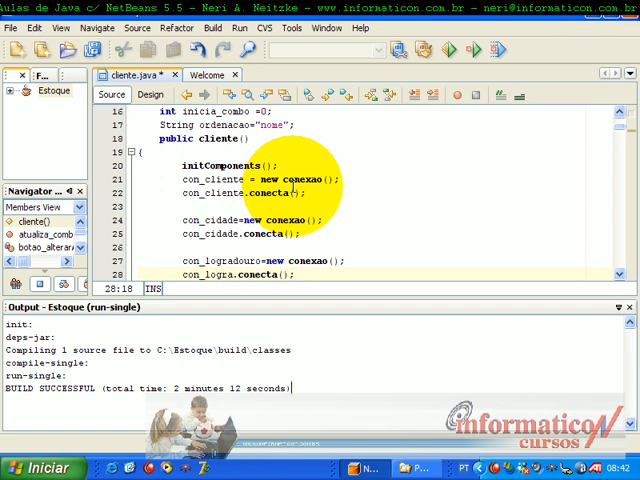 Aulas de Java c/ NetBeans 5.5 - Neri A. Neitzke - www.informaticon.com.br - neri@informaticon.com.br
File Edit View Navigate Source Refactor Build Run CVS Tools Window Help
F...
cliente.java *
Welcome
Estoque
Source Design
16 int inicia_combo =0;
17 String ordenacao="nome";
18 public cliente()
19 {
20 initComponents();
21 con_cliente = new conexao();
22 con_cliente.conecta();
23
24 con_cidade=new conexao();
25 con_cidade.conecta();
26
27 con_logradouro=new conexao();
28 con_logra.conecta();
Navigator
Members View
cliente()
atualiza_comb
botao_alterar
28:18 INS
Output - Estoque (run-single)
init:
deps-jar:
Compiling 1 source file to C:\Estoque\build\classes
compile-single:
run-single:
BUILD SUCCESSFUL (total time: 2 minutes 12 seconds)
informaticon
cursos
Iniciar
N...
P...
PT
08:42